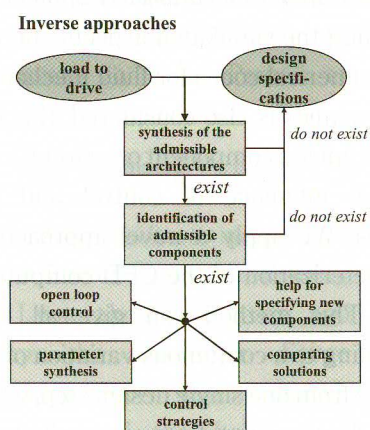 Inverse approaches
load to
drive
design
specifi-
cations
synthesis of the
admissible
architectures
do not exist
exist
identification of
admissible
components
do not exist
exist
open loop
control
help for
specifying new
components
parameter
synthesis
comparing
solutions
control
strategies